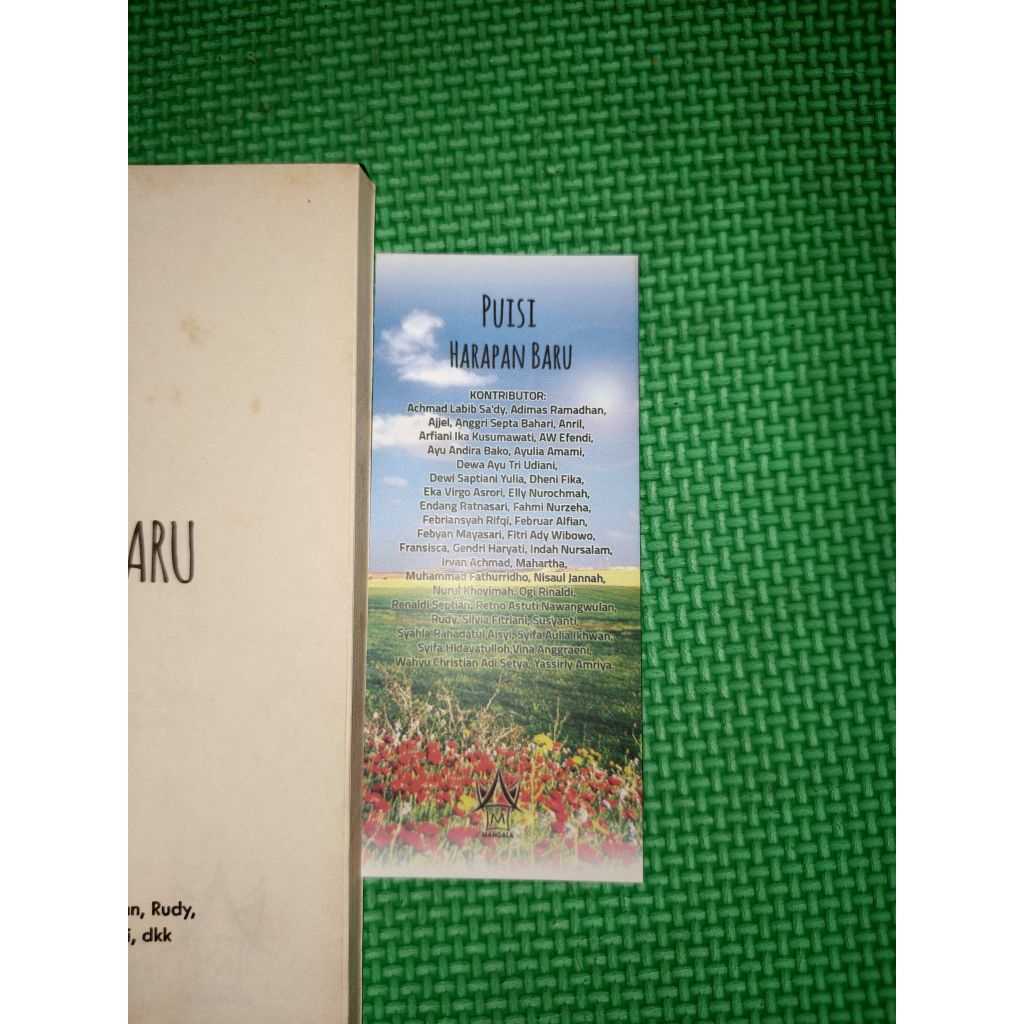 PUISI
HARAPAN BARU
KONTRIBUTOR:
Achmad Labib Sa'dy, Adimas Ramadhan,
Ajjel, Anggri Septa Bahari, Anril,
Arfiani Ika Kusumawati, AW Efendi,
Ayu Andira Bako, Ayulia Amami,
Dewa Ayu Tri Udiani,
Dewi Saptiani Yulia, Dheni Fika,
Eka Virgo Asrori, Elly Nurochmah,
Endang Ratnasari, Fahmi Nurzeha,
Febriansyah Rifqi, Februar Alfian,
Febyan Mayasari, Fitri Ady Wibowo,
Fransisca, Gendri Haryati, Indah Nursalam,
Irvan Achmad, Mahartha,
Muhammad Fathurridho, Nisaul Jannah,
Nurul Khoyimah, Ogi Rinaldi,
Renaldi Septian, Retno Astuti Nawangwulan,
Rudy, Silvia Fitriani, Susyanti,
Syahla Rahadatul Aisyi, Syifa Aulia Ikhwan,
Syifa Hidayatulloh,Vina Anggraeni,
Wahyu Christian Adi Setya, Yassirly Amriya.
M
MANDALA
ARU
n, Rudy,
i, dkk